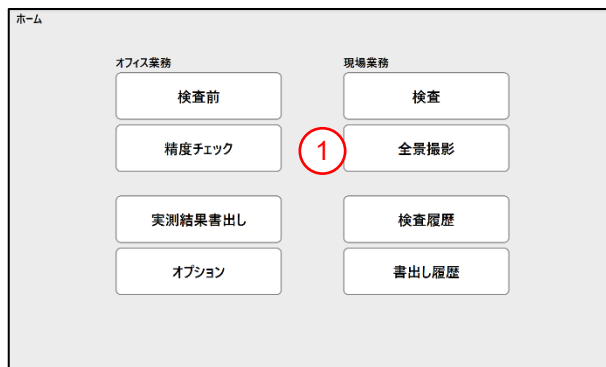 ホーム
オフィス業務
現場業務
検査前
検査
精度チェック
1
全景撮影
実測結果書出し
検査履歴
オプション
書出し履歴